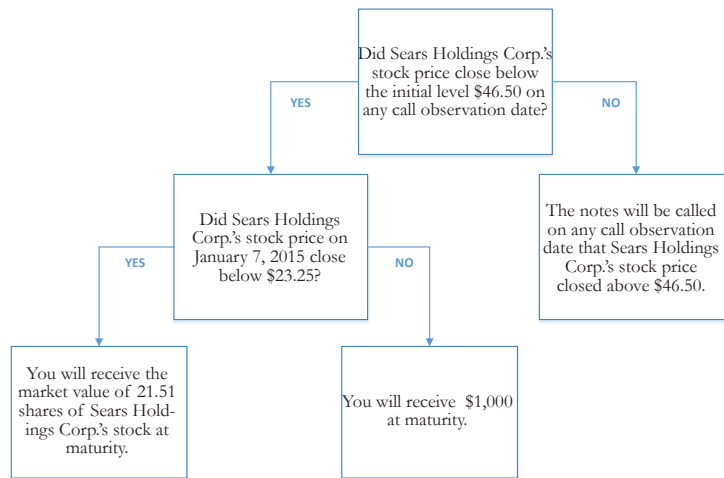 Did Sears Holdings Corp.'s
stock price close below
the initial level $46.50 on
any call observation date?
YES
NO
Did Sears Holdings
Corp.'s stock price on
January 7, 2015 close
below $23.25?
The notes will be called
on any call observation
date that Sears Holdings
Corp.'s stock price
closed above $46.50.
YES
NO
You will receive the
market value of 21.51
shares of Sears Hold-
ings Corp.'s stock at
maturity.
You will receive $1,000
at maturity.